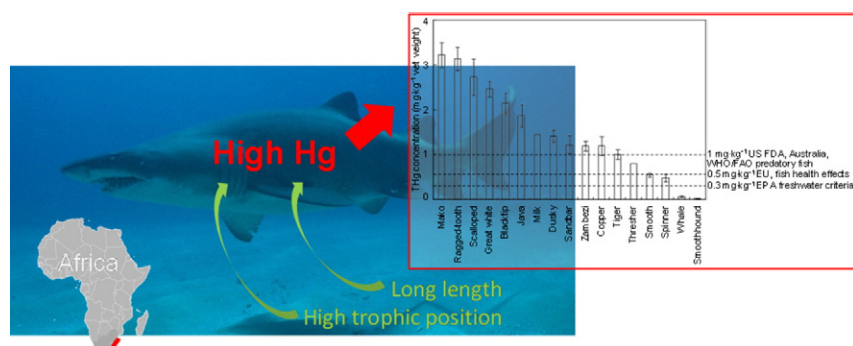 High Hg
Africa
Long length
High trophic position
THg concentration (mg·kg⁻¹ wet weight)
4
3
2
1
0
1 mg·kg⁻¹ US FDA, Australia,
WHO/FAO predatory fish
0.5 mg·kg⁻¹ EU, fish health effects
0.3 mg·kg⁻¹ EPA freshwater criteria
Mako
Ragged-tooth
Scalloped
Great white
Blacktip
Java
Milk
Dusky
Sandbar
Zambezi
Copper
Tiger
Thresher
Smooth
Spinner
Whale
Smoothhound